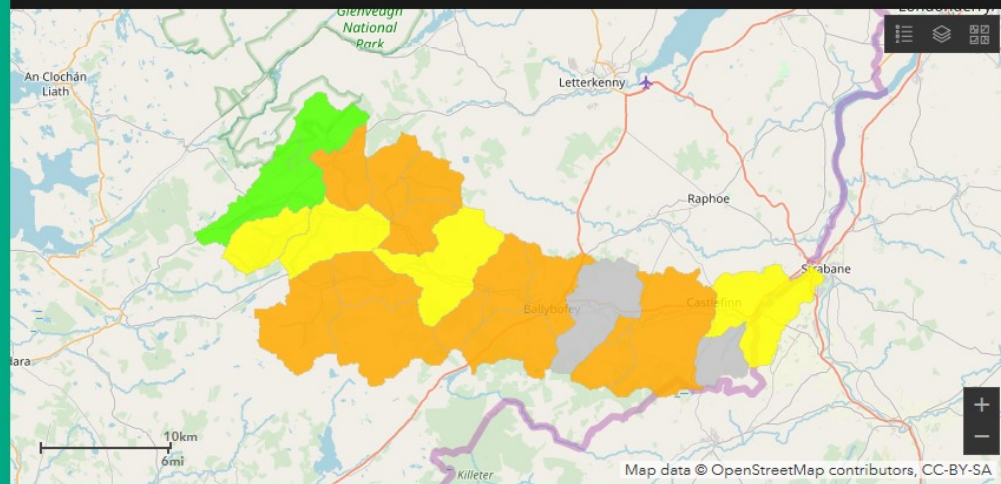 Glenveagh
National
Park
An Clochán
Liath
Letterkenny
Raphoe
Strabane
Ballybofey
Castlefinn
10km
6mi
Killeter
+
−
Map data © OpenStreetMap contributors, CC-BY-SA